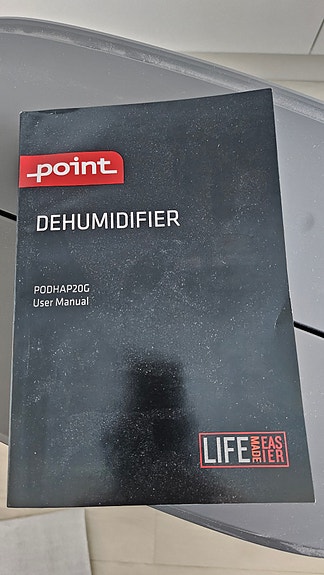 point
DEHUMIDIFIER
PODHAP20G
User Manual
LIFE MADE EASIER